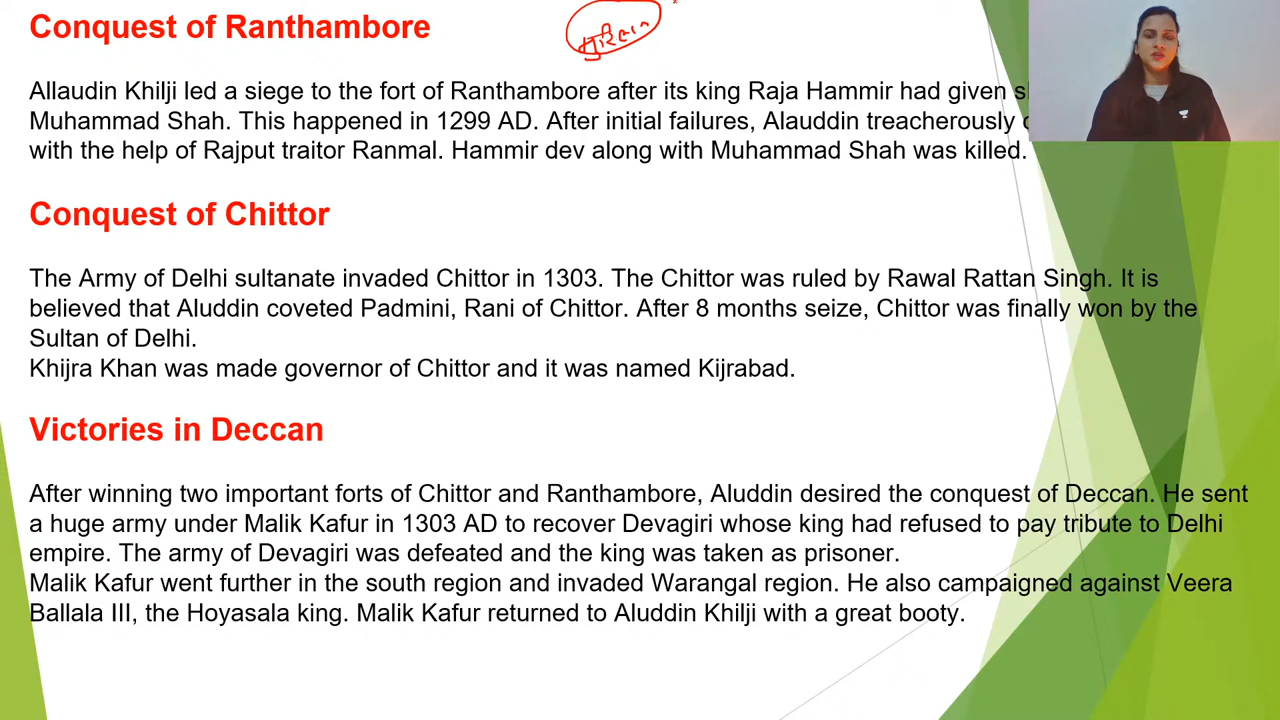 Conquest of Ranthambore
Allaudin Khilji led a siege to the fort of Ranthambore after its king Raja Hammir had given
Muhammad Shah. This happened in 1299 AD. After initial failures, Alauddin treacherously
with the help of Rajput traitor Ranmal. Hammir dev along with Muhammad Shah was killed.
Conquest of Chittor
The Army of Delhi sultanate invaded Chittor in 1303. The Chittor was ruled by Rawal Rattan Singh. It is
believed that Aluddin coveted Padmini, Rani of Chittor. After 8 months seize, Chittor was finally won by the
Sultan of Delhi.
Khijra Khan was made governor of Chittor and it was named Kijrabad.
Victories in Deccan
After winning two important forts of Chittor and Ranthambore, Aluddin desired the conquest of Deccan. He sent
a huge army under Malik Kafur in 1303 AD to recover Devagiri whose king had refused to pay tribute to Delhi
empire. The army of Devagiri was defeated and the king was taken as prisoner.
Malik Kafur went further in the south region and invaded Warangal region. He also campaigned against Veera
Ballala III, the Hoyasala king. Malik Kafur returned to Aluddin Khilji with a great booty.